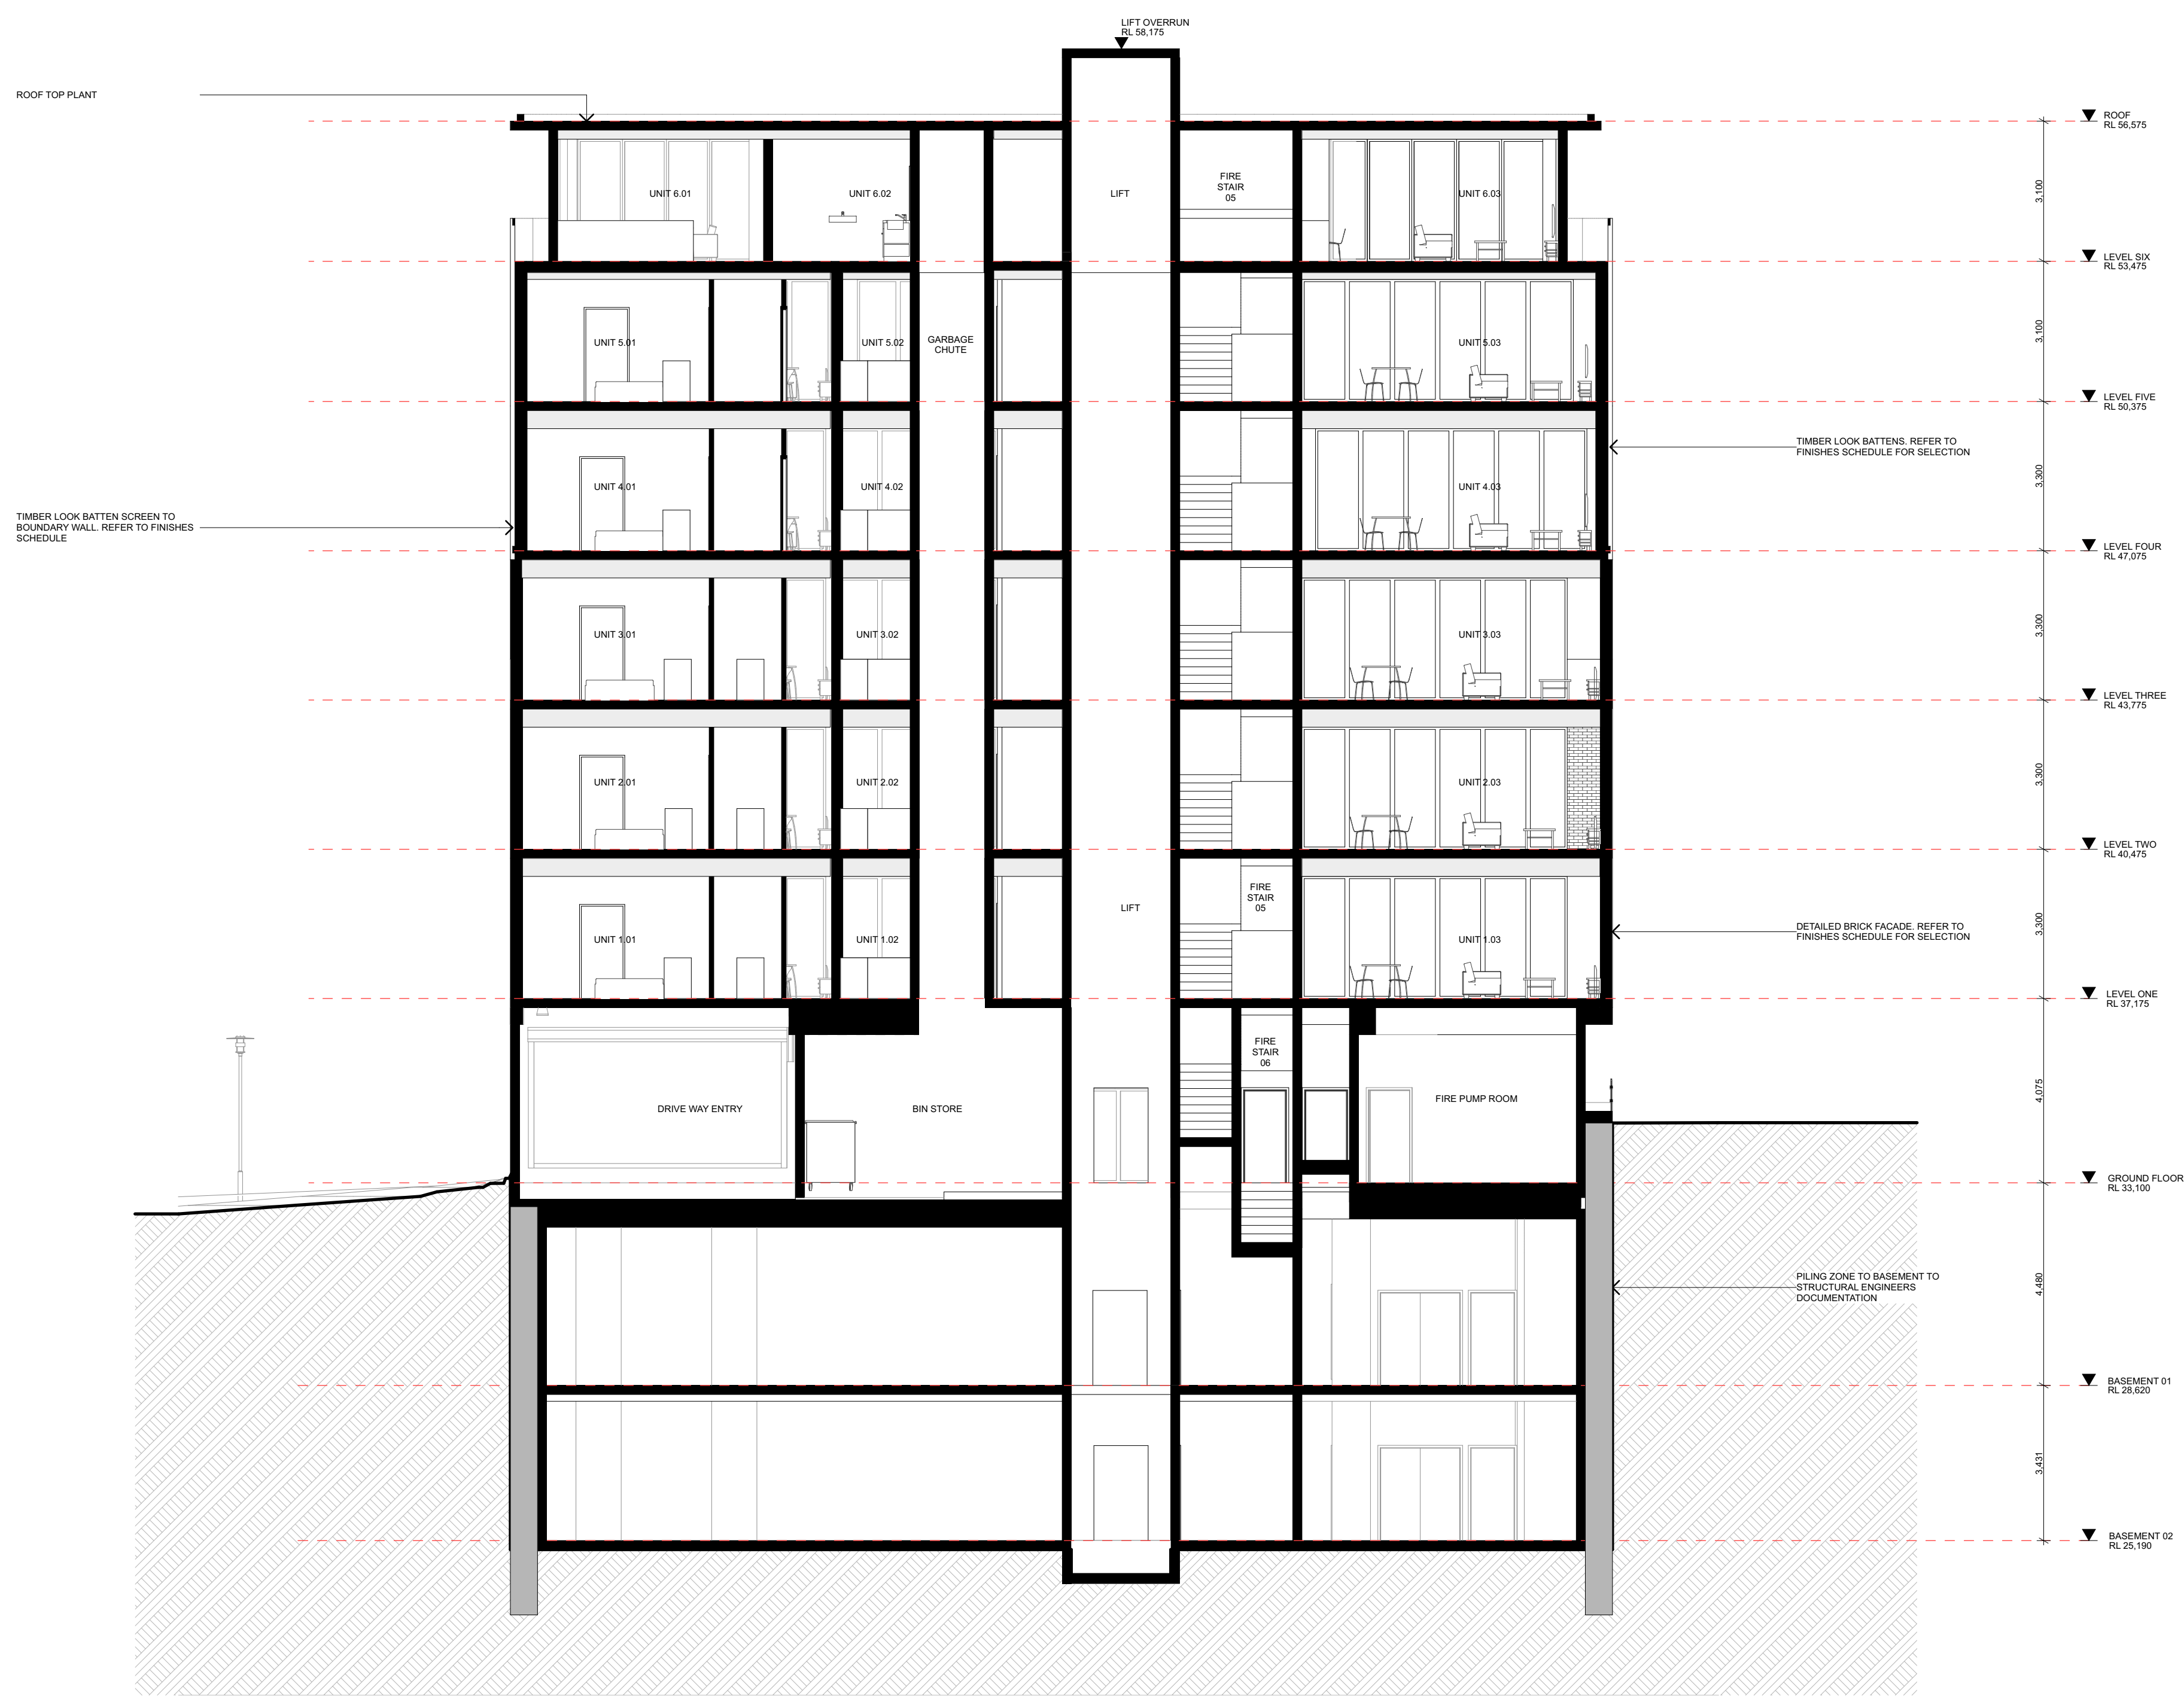 LIFT OVERRUN
RL 58,175
ROOF TOP PLANT
ROOF
RL 56,575
3,100
UNIT 6.01
UNIT 6.02
LIFT
FIRE
STAIR
05
UNIT 6.03
LEVEL SIX
RL 53,475
3,100
UNIT 5.01
UNIT 5.02
GARBAGE
CHUTE
UNIT 5.03
LEVEL FIVE
RL 50,375
TIMBER LOOK BATTENS. REFER TO
FINISHES SCHEDULE FOR SELECTION
3,300
UNIT 4.01
UNIT 4.02
UNIT 4.03
TIMBER LOOK BATTEN SCREEN TO
BOUNDARY WALL. REFER TO FINISHES
SCHEDULE
LEVEL FOUR
RL 47,075
3,300
UNIT 3.01
UNIT 3.02
UNIT 3.03
LEVEL THREE
RL 43,775
3,300
UNIT 2.01
UNIT 2.02
UNIT 2.03
LEVEL TWO
RL 40,475
FIRE
STAIR
05
LIFT
3,300
DETAILED BRICK FACADE. REFER TO
FINISHES SCHEDULE FOR SELECTION
UNIT 1.01
UNIT 1.02
UNIT 1.03
LEVEL ONE
RL 37,175
FIRE
STAIR
06
4,075
DRIVE WAY ENTRY
BIN STORE
FIRE PUMP ROOM
GROUND FLOOR
RL 33,100
PILING ZONE TO BASEMENT TO
STRUCTURAL ENGINEERS
DOCUMENTATION
4,480
BASEMENT 01
RL 28,620
3,431
BASEMENT 02
RL 25,190